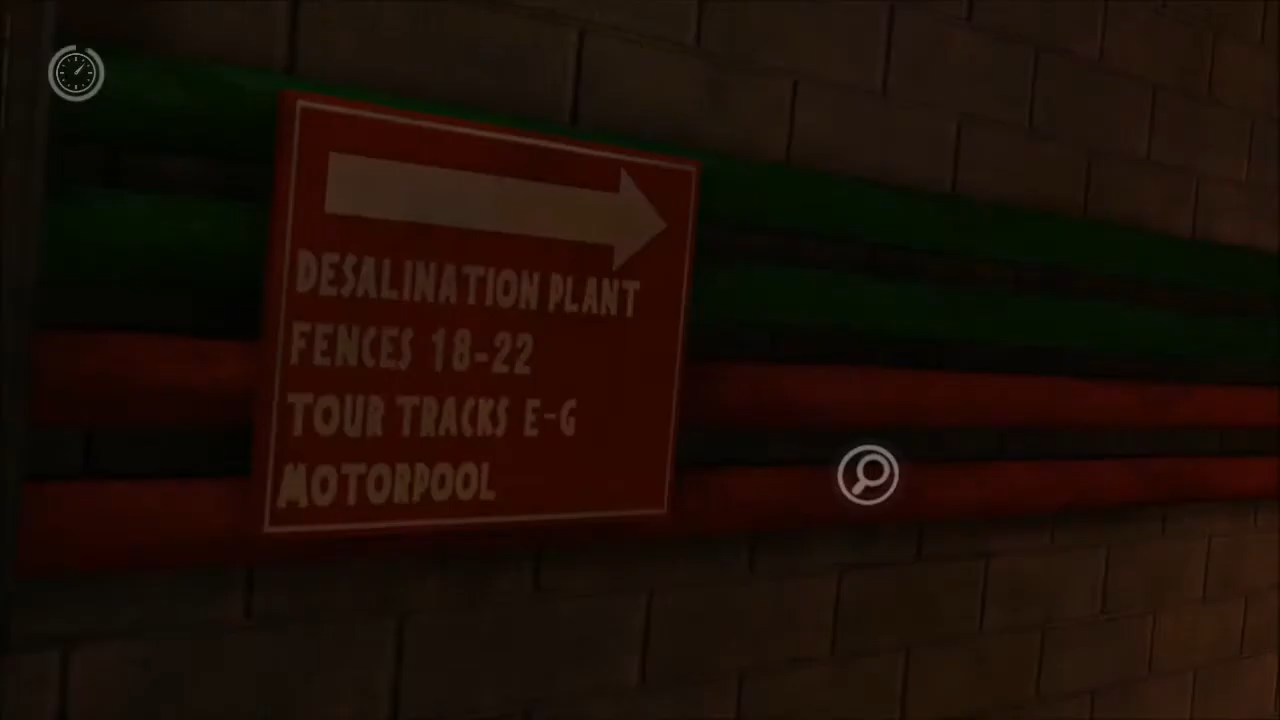 DESALINATION PLANT
FENCES 18-22
TOUR TRACKS E-G
MOTORPOOL